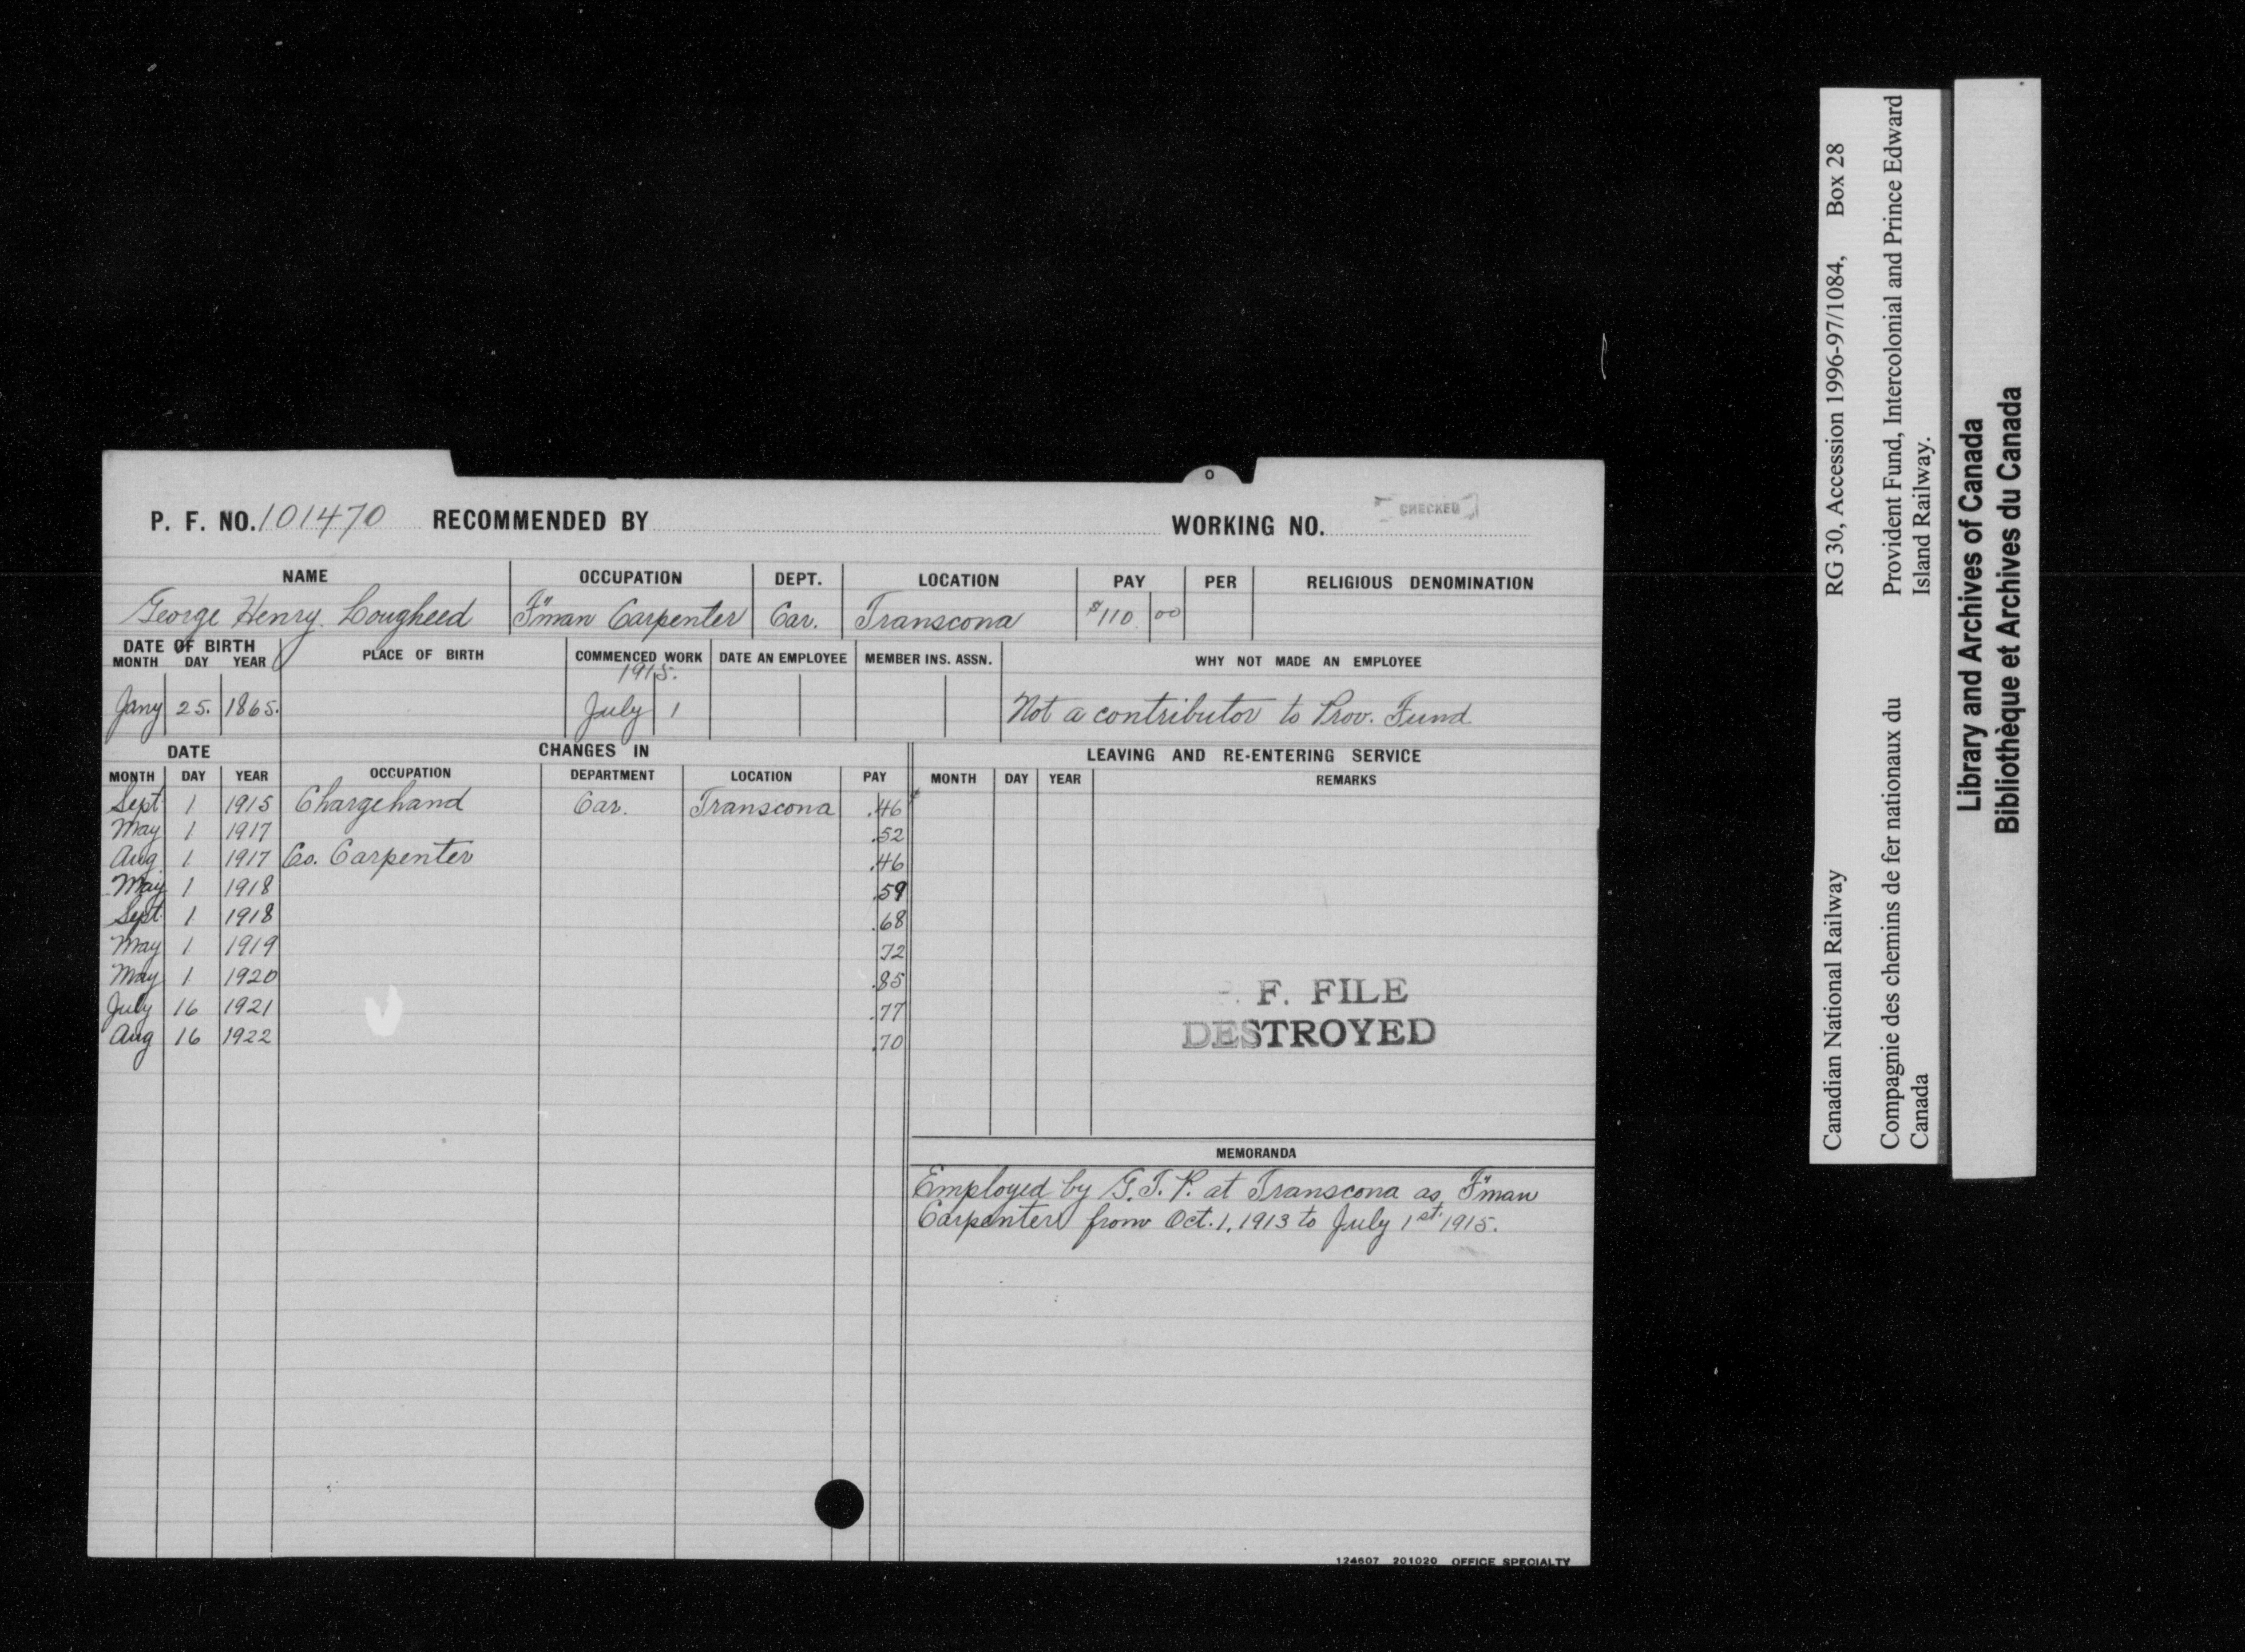 P. F. NO. 101470 RECOMMENDED BY WORKING NO. CHECKED
NAME OCCUPATION DEPT. LOCATION PAY PER RELIGIOUS DENOMINATION
George Henry Lougheed F'man Carpenter Car. Transcona $110 00
DATE OF BIRTH PLACE OF BIRTH COMMENCED WORK DATE AN EMPLOYEE MEMBER INS. ASSN. WHY NOT MADE AN EMPLOYEE
MONTH DAY YEAR
1915.
Jany 25. 1865. July 1 Not a contributor to Prov. Fund
DATE CHANGES IN LEAVING AND RE-ENTERING SERVICE
MONTH DAY YEAR OCCUPATION DEPARTMENT LOCATION PAY MONTH DAY YEAR REMARKS
Sept 1 1915 Chargehand Car. Transcona .46
May 1 1917 .52
Aug 1 1917 Co. Carpenter .46
May 1 1918 .59
Sept 1 1918 .68
May 1 1919 .72
May 1 1920 .85
July 16 1921 .77
Aug 16 1922 .70
F. FILE
DESTROYED
MEMORANDA
Employed by G. T. P. at Transcona as F'man
Carpenter from Oct. 1, 1913 to July 1st. 1915.
124607 201020 OFFICE SPECIALTY
Canadian National Railway RG 30, Accession 1996-97/1084, Box 28
Compagnie des chemins de fer nationaux du Provident Fund, Intercolonial and Prince Edward
Canada Island Railway.
Library and Archives of Canada
Bibliothèque et Archives du Canada